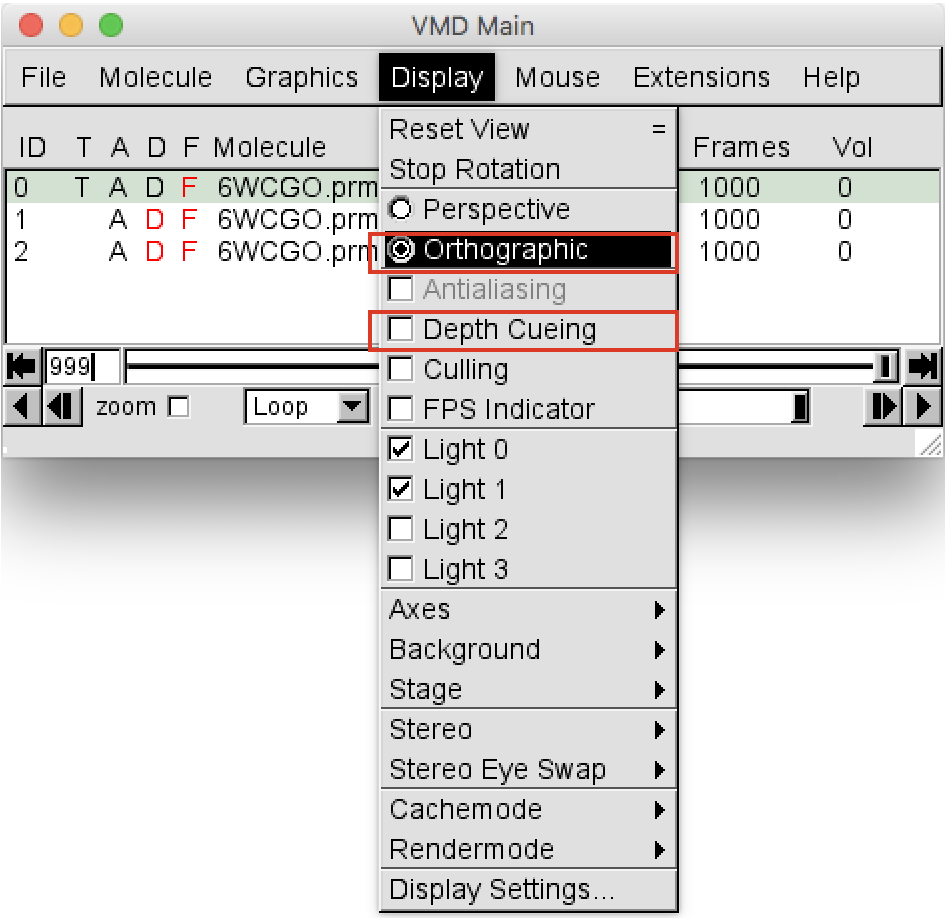 VMD Main
File Molecule Graphics Display Mouse Extensions Help
ID T A D F Molecule Frames Vol
0 T A D F 6WCGO.prm 1000 0
1 A D F 6WCGO.prm 1000 0
2 A D F 6WCGO.prm 1000 0
999
zoom Loop
Reset View =
Stop Rotation
Perspective
Orthographic
Antialiasing
Depth Cueing
Culling
FPS Indicator
Light 0
Light 1
Light 2
Light 3
Axes
Background
Stage
Stereo
Stereo Eye Swap
Cachemode
Rendermode
Display Settings...